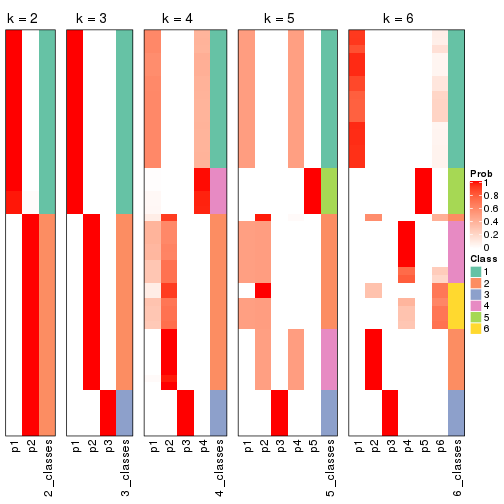 k = 2 k = 3 k = 4 k = 5 k = 6
Prob
1
0.8
0.6
0.4
0.2
0
Class
1
2
3
4
5
6
p1 p2 2_classes
p1 p2 p3 3_classes
p1 p2 p3 p4 4_classes
p1 p2 p3 p4 p5 5_classes
p1 p2 p3 p4 p5 p6 6_classes